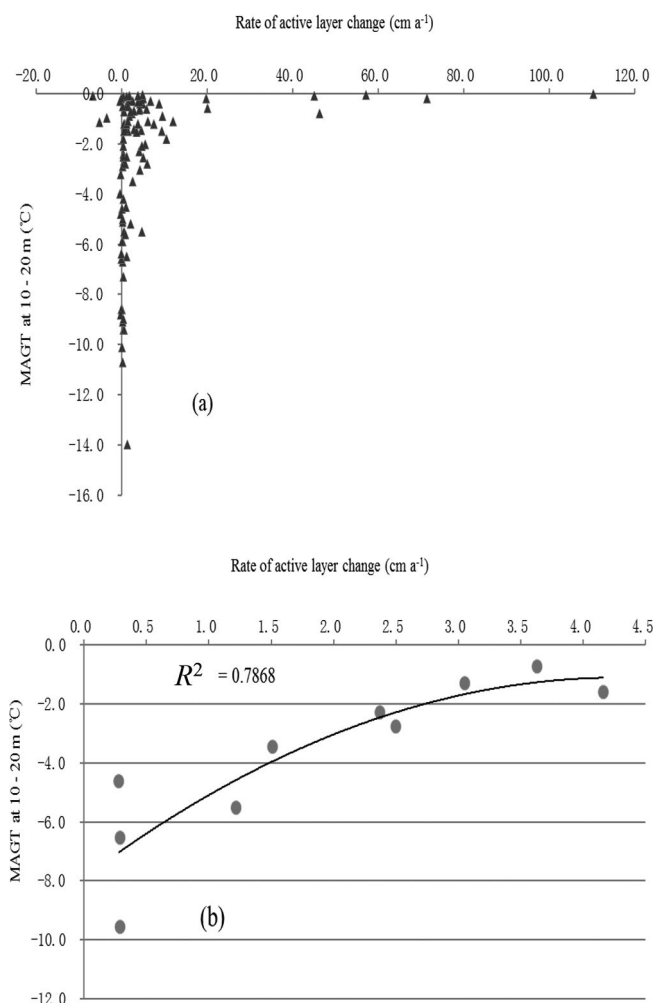 Rate of active layer change (cm a⁻¹)
-20.0 0.0 20.0 40.0 60.0 80.0 100.0 120.0
0.0
-2.0
-4.0
-6.0
-8.0
-10.0
-12.0
-14.0
-16.0
MAGT at 10 - 20 m (℃)
(a)
Rate of active layer change (cm a⁻¹)
0.0 0.5 1.5 2.0 2.5 3.0 3.5 4.0 4.5
0.0
-2.0
-4.0
-6.0
-8.0
-10.0
-12.0
MAGT at 10 - 20 m (℃)
R² = 0.7868
(b)